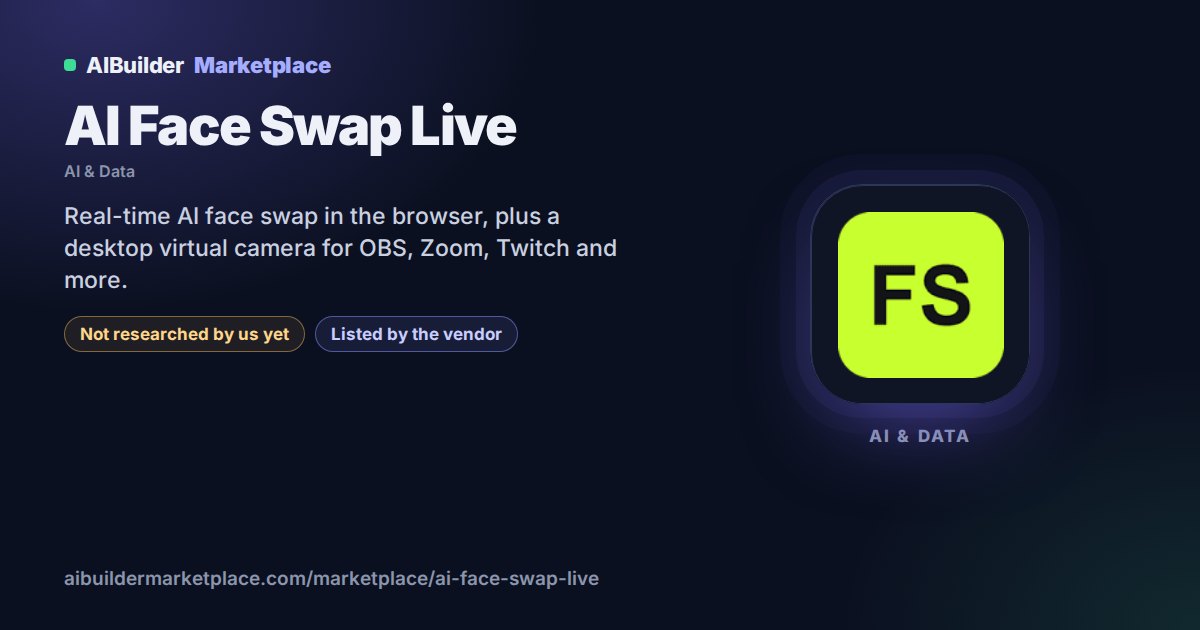 AIBuilder Marketplace
AI Face Swap Live
AI & Data
Real-time AI face swap in the browser, plus a
desktop virtual camera for OBS, Zoom, Twitch and
more.
Not researched by us yet
Listed by the vendor
FS
AI & DATA
aibuildermarketplace.com/marketplace/ai-face-swap-live